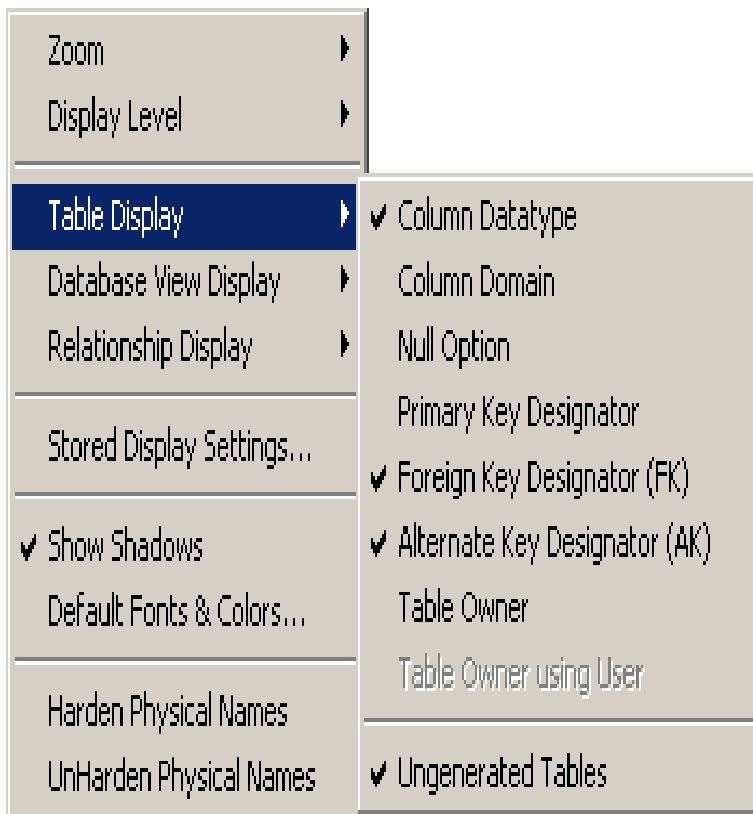 Zoom
Display Level
Table Display
Database View Display
Relationship Display
Stored Display Settings...
Show Shadows
Default Fonts & Colors...
Harden Physical Names
UnHarden Physical Names
Column Datatype
Column Domain
Null Option
Primary Key Designator
Foreign Key Designator (FK)
Alternate Key Designator (AK)
Table Owner
Table Owner using User
Ungenerated Tables